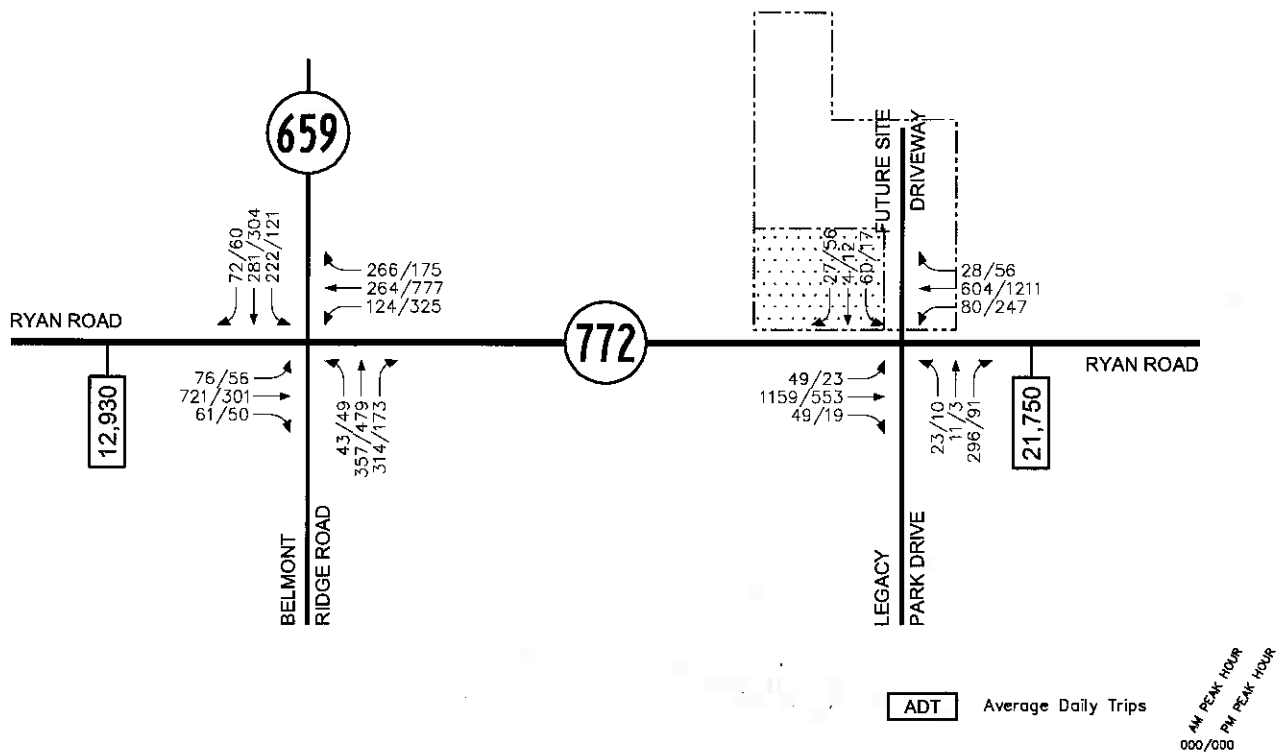 659
FUTURE SITE
DRIVEWAY
72/60
281/304
222/121
266/175
264/777
124/325
27/56
4/12
60/17
28/56
604/1211
80/247
RYAN ROAD
772
RYAN ROAD
12,930
76/56
721/301
61/50
43/49
357/479
314/173
49/23
1159/553
49/19
23/10
11/3
296/91
21,750
BELMONT
RIDGE ROAD
LEGACY
PARK DRIVE
ADT
Average Daily Trips
AM PEAK HOUR
PM PEAK HOUR
000/000